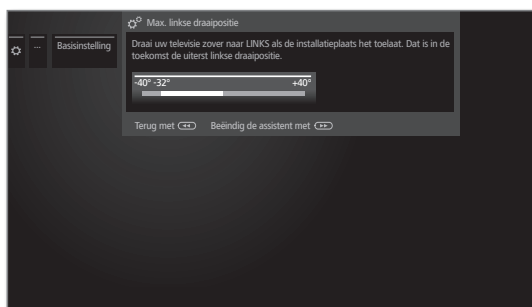 Max. linkse draaipositie
... Basisinstelling
Draai uw televisie zover naar LINKS als de installatieplaats het toelaat. Dat is in de
toekomst de uiterst linkse draaipositie.
-40° -32° +40°
Terug met Beëindig de assistent met